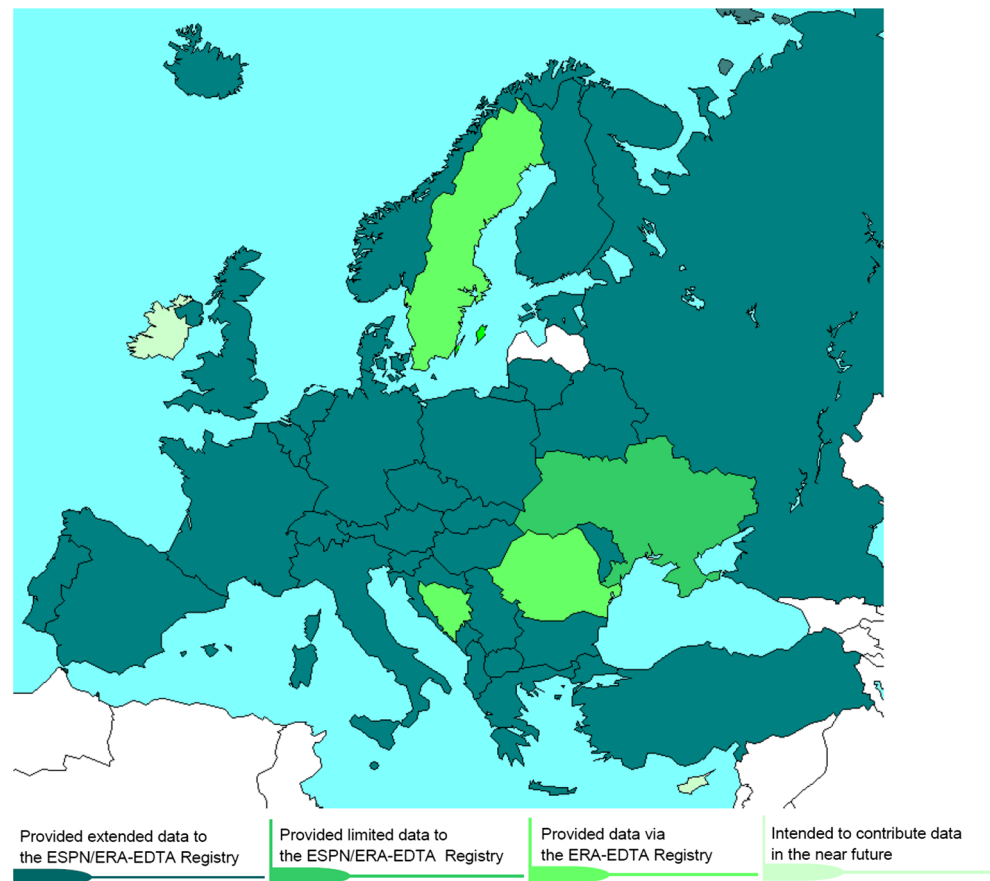 Provided extended data to
the ESPN/ERA-EDTA Registry
Provided limited data to
the ESPN/ERA-EDTA Registry
Provided data via
the ERA-EDTA Registry
Intended to contribute data
in the near future